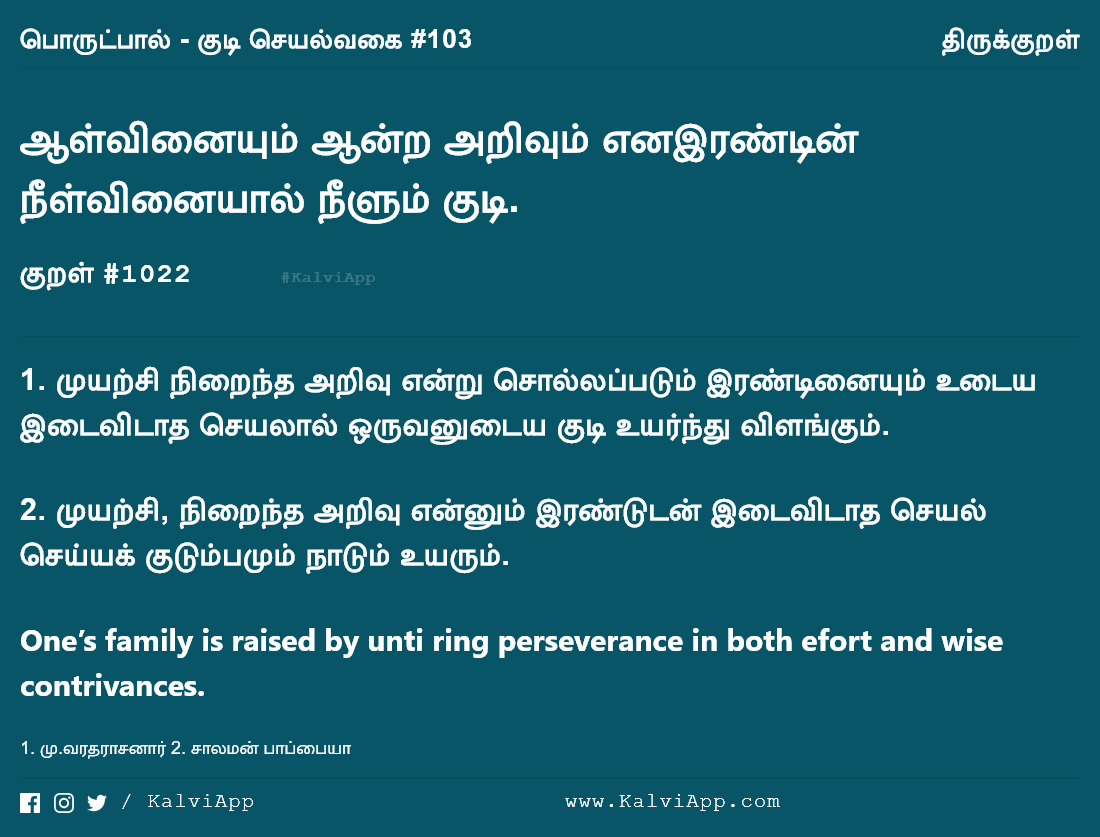 பொருட்பால் - குடி செயல்வகை #103
திருக்குறள்
ஆள்வினையும் ஆன்ற அறிவும் எனஇரண்டின்
நீள்வினையால் நீளும் குடி.
குறள் #1022
#KalviApp
1. முயற்சி நிறைந்த அறிவு என்று சொல்லப்படும் இரண்டினையும் உடைய
இடைவிடாத செயலால் ஒருவனுடைய குடி உயர்ந்து விளங்கும்.
2. முயற்சி, நிறைந்த அறிவு என்னும் இரண்டுடன் இடைவிடாத செயல்
செய்யக் குடும்பமும் நாடும் உயரும்.
One’s family is raised by unti ring perseverance in both efort and wise
contrivances.
1. மு.வரதராசனார் 2. சாலமன் பாப்பையா
/ KalviApp
www.KalviApp.com